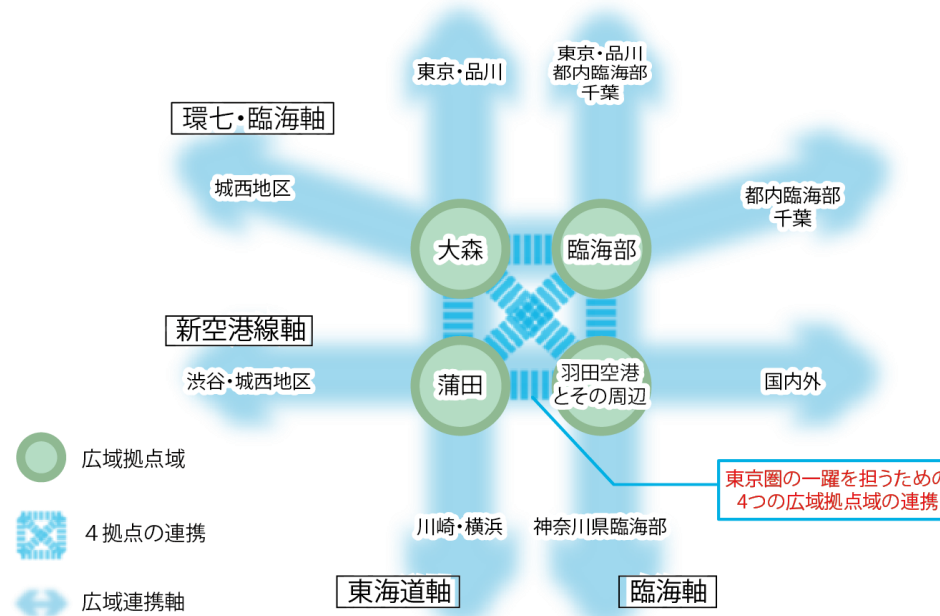 東京・品川
東京・品川
都内臨海部
千葉
環七・臨海軸
城西地区
都内臨海部
千葉
大森
臨海部
新空港線軸
渋谷・城西地区
蒲田
羽田空港
とその周辺
国内外
広域拠点域
東京圏の一躍を担うための
4つの広域拠点域の連携
4拠点の連携
川崎・横浜
神奈川県臨海部
東海道軸
臨海軸
広域連携軸